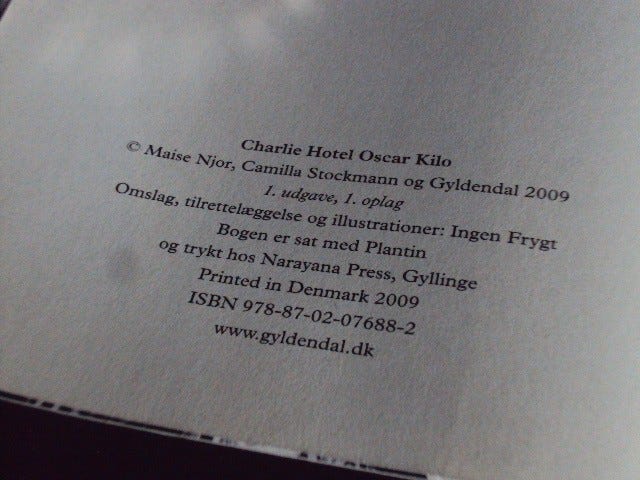 Charlie Hotel Oscar Kilo
© Maise Njor, Camilla Stockmann og Gyldendal 2009
1. udgave, 1. oplag
Omslag, tilrettelæggelse og illustrationer: Ingen Frygt
Bogen er sat med Plantin
og trykt hos Narayana Press, Gyllinge
Printed in Denmark 2009
ISBN 978-87-02-07688-2
www.gyldendal.dk